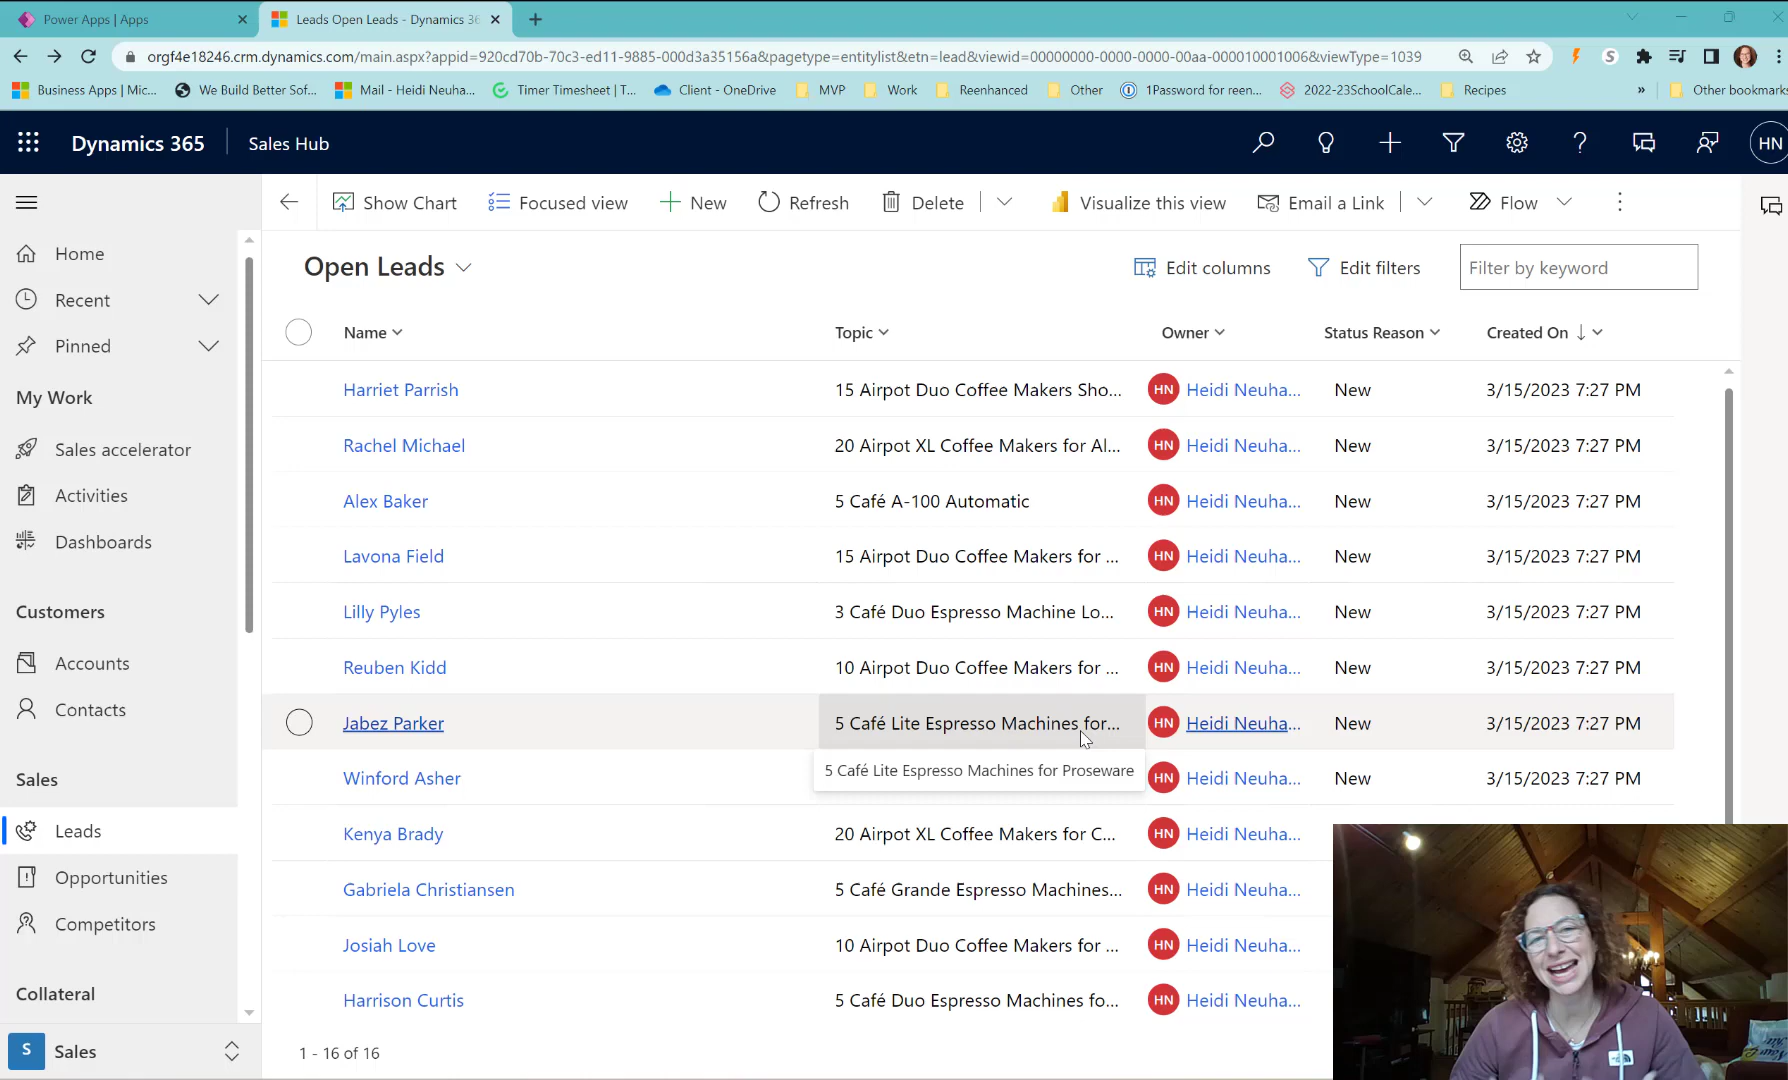 Power Apps | Apps
Leads Open Leads - Dynamics 36
orgf4e18246.crm.dynamics.com/main.aspx?appid=920cd70b-70c3-ed11-9885-000d3a35156a&pagetype=entitylist&etn=lead&viewid=00000000-0000-0000-00aa-000010001006&viewType=1039
Business Apps | Mic...
We Build Better Sof...
Mail - Heidi Neuha...
Timer Timesheet | T...
Client - OneDrive
MVP
Work
Reenhanced
Other
1Password for reen...
2022-23SchoolCale...
Recipes
»
Other bookmarks
Dynamics 365
Sales Hub
HN
Show Chart
Focused view
New
Refresh
Delete
Visualize this view
Email a Link
Flow
Home
Recent
Pinned
My Work
Sales accelerator
Activities
Dashboards
Customers
Accounts
Contacts
Sales
Leads
Opportunities
Competitors
Collateral
S Sales
Open Leads
Edit columns
Edit filters
Filter by keyword
Name Topic Owner Status Reason Created On
Harriet Parrish 15 Airpot Duo Coffee Makers Sho... HN Heidi Neuha... New 3/15/2023 7:27 PM
Rachel Michael 20 Airpot XL Coffee Makers for Al... HN Heidi Neuha... New 3/15/2023 7:27 PM
Alex Baker 5 Café A-100 Automatic HN Heidi Neuha... New 3/15/2023 7:27 PM
Lavona Field 15 Airpot Duo Coffee Makers for ... HN Heidi Neuha... New 3/15/2023 7:27 PM
Lilly Pyles 3 Café Duo Espresso Machine Lo... HN Heidi Neuha... New 3/15/2023 7:27 PM
Reuben Kidd 10 Airpot Duo Coffee Makers for ... HN Heidi Neuha... New 3/15/2023 7:27 PM
Jabez Parker 5 Café Lite Espresso Machines for... HN Heidi Neuha... New 3/15/2023 7:27 PM
5 Café Lite Espresso Machines for Proseware
Winford Asher HN Heidi Neuha... New 3/15/2023 7:27 PM
Kenya Brady 20 Airpot XL Coffee Makers for C... HN Heidi Neuha...
Gabriela Christiansen 5 Café Grande Espresso Machines... HN Heidi Neuha...
Josiah Love 10 Airpot Duo Coffee Makers for ... HN Heidi Neuha...
Harrison Curtis 5 Café Duo Espresso Machines fo... HN Heidi Neuha...
1 - 16 of 16